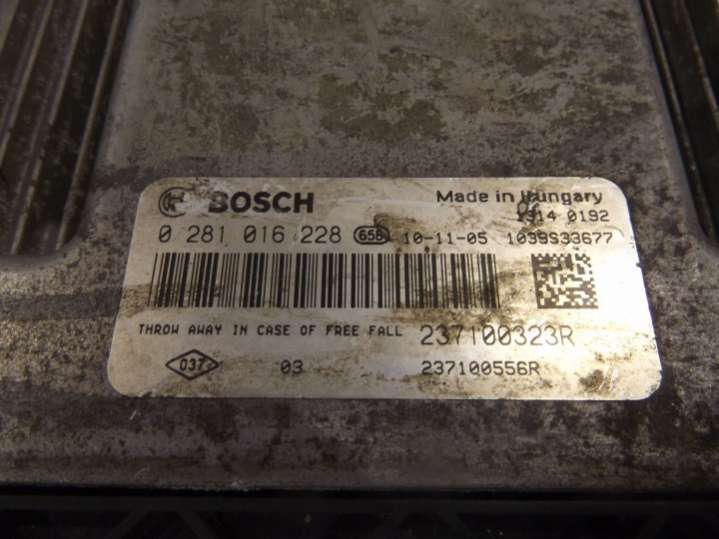 BOSCH Made in Hungary
0192
0 281 016 228 656 10-11-05 1039S33677
THROW AWAY IN CASE OF FREE FALL 237100323R
037 03 237100556R